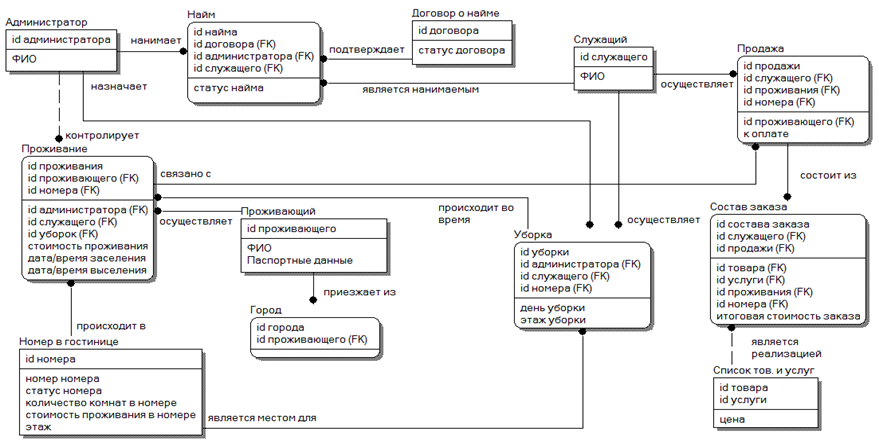 Администратор
id администратора
ФИО
нанимает
назначает
контролирует
Найм
id найма
id договора (FK)
id администратора (FK)
id служащего (FK)
статус найма
Договор о найме
id договора
статус договора
подтверждает
является нанимаемым
Служащий
id служащего
ФИО
осуществляет
Продажа
id продажи
id служащего (FK)
id проживания (FK)
id номера (FK)
id проживающего (FK)
к оплате
Проживание
id проживания
id проживающего (FK)
id номера (FK)
id администратора (FK)
id служащего (FK)
id уборок (FK)
стоимость проживания
дата/время заселения
дата/время выселения
связано с
осуществляет
Проживающий
id проживающего
ФИО
Паспортные данные
приезжает из
Город
id города
id проживающего (FK)
происходит во
время
осуществляет
Уборка
id уборки
id администратора (FK)
id служащего (FK)
id номера (FK)
день уборки
этаж уборки
состоит из
Состав заказа
id состава заказа
id служащего (FK)
id продажи (FK)
id товара (FK)
id услуги (FK)
id проживания (FK)
id номера (FK)
итоговая стоимость заказа
происходит в
Номер в гостинице
id номера
номер номера
статус номера
количество комнат в номере
стоимость проживания в номере
этаж
является местом для
является
реализацией
Список тов. и услуг
id товара
id услуги
цена